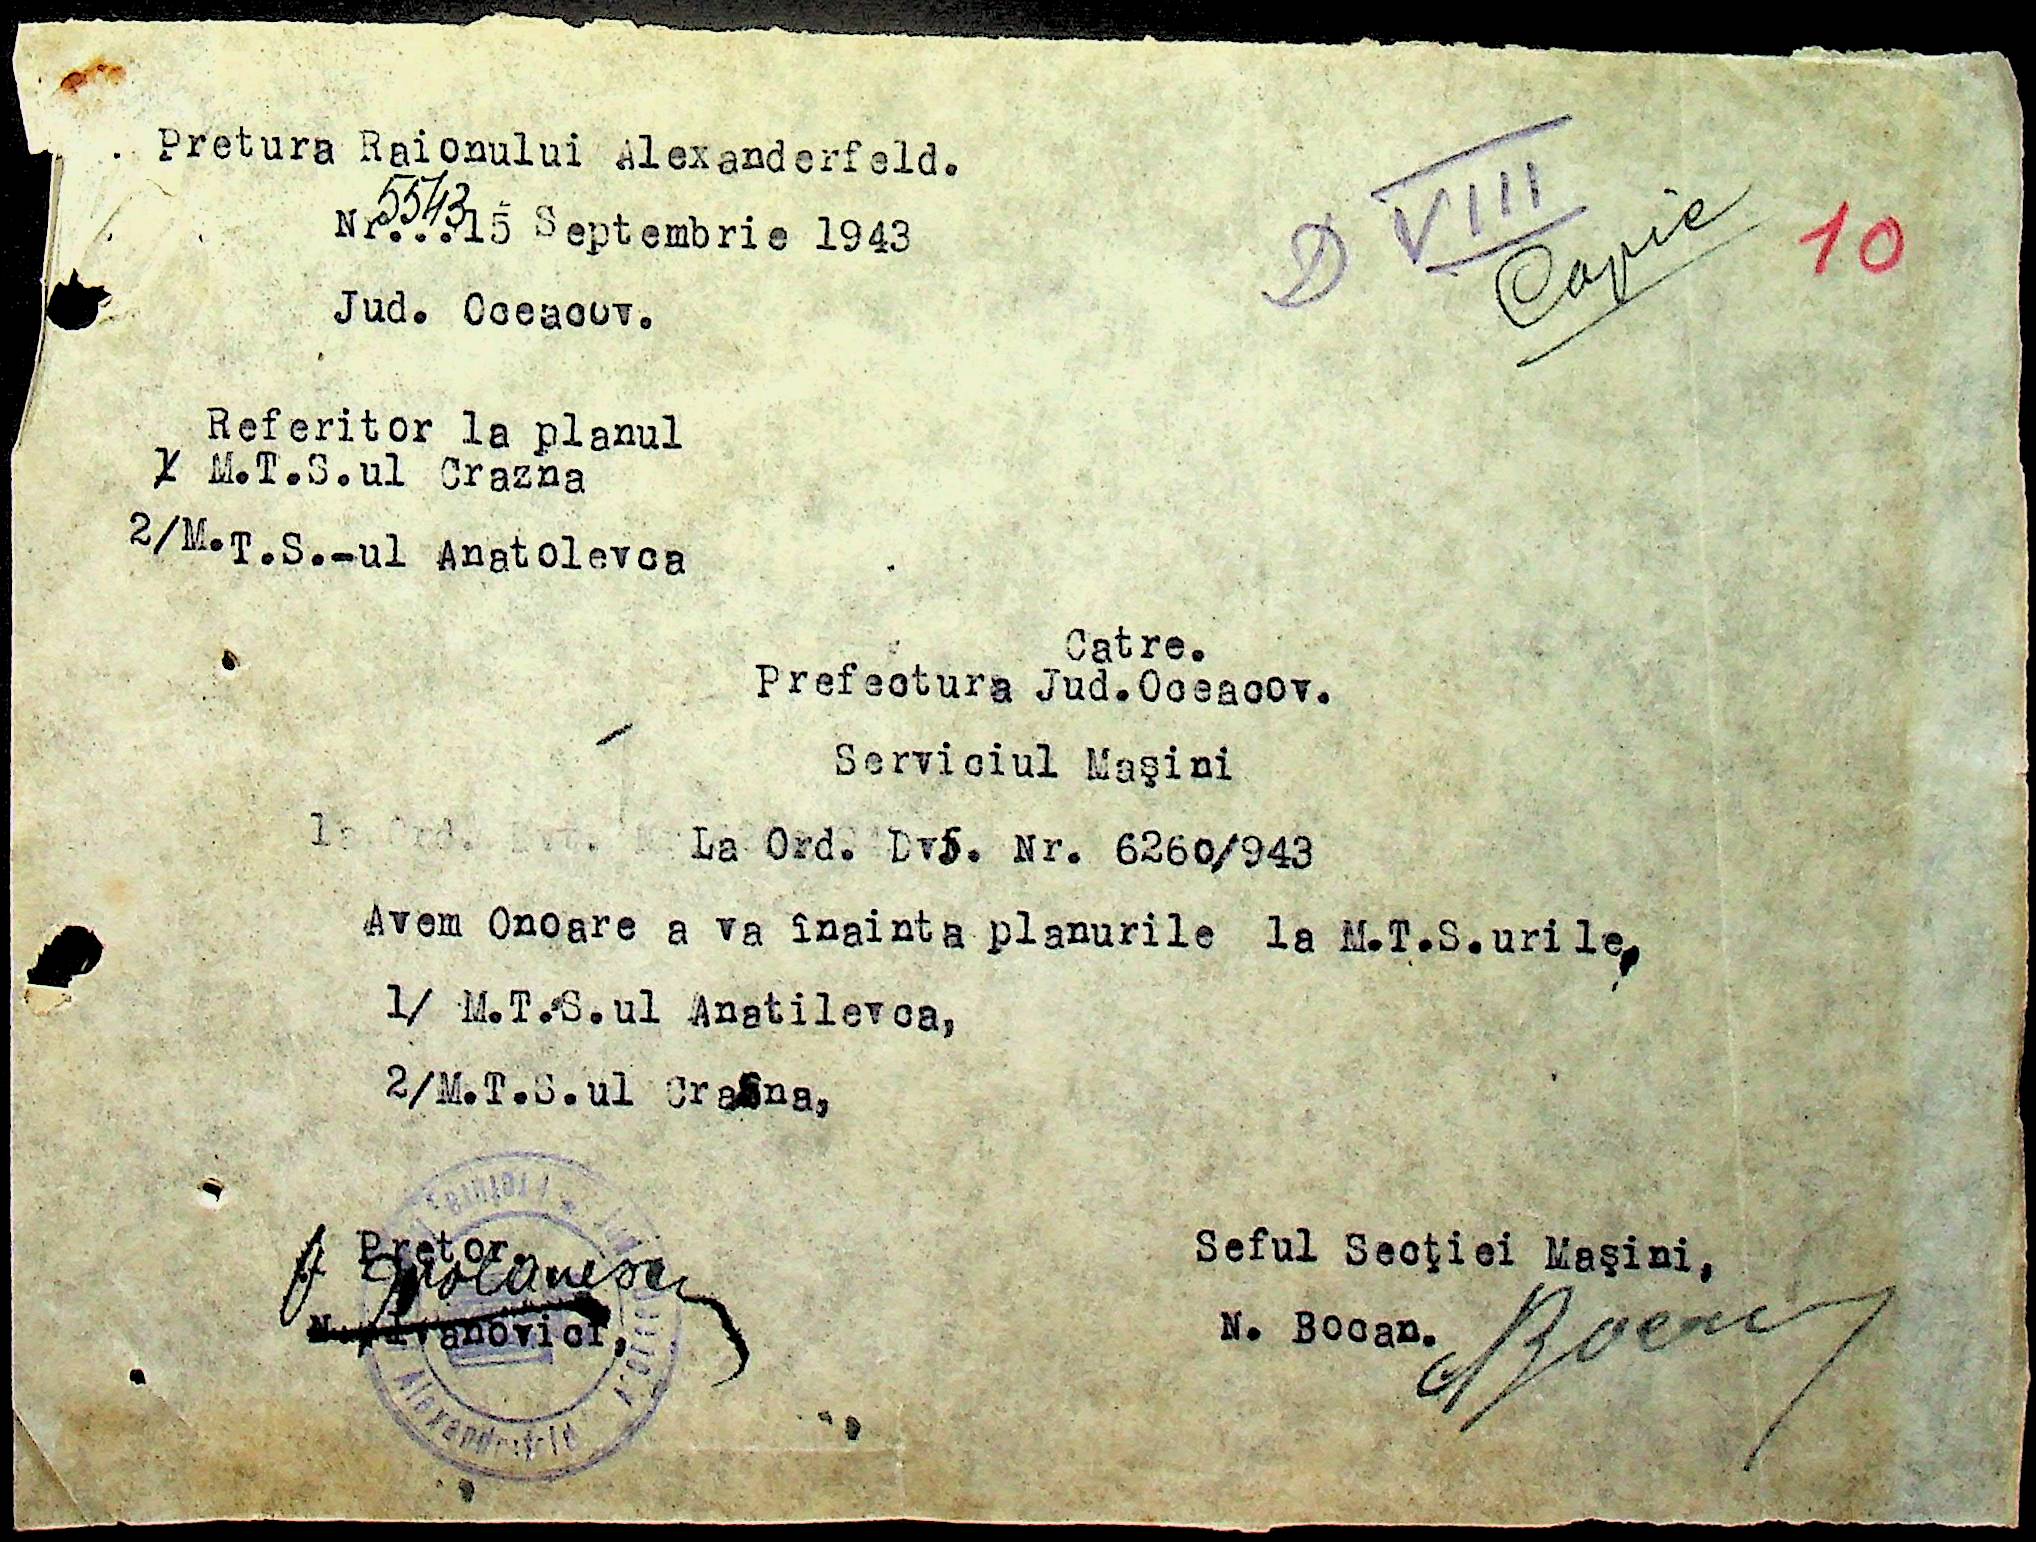 Pretura Raionului Alexanderfeld.
Nr. 5543 15 Septembrie 1943
Jud. Oceacov.
D VIII
Copie
10
Referitor la planul
1/ M.T.S.ul Crazna
2/M.T.S.-ul Anatolevca
Catre.
Prefectura Jud.Oceacov.
Serviciul Maşini
La Ord. Dvs. Nr. 6260/943
Avem Onoare a va înainta planurile la M.T.S.urile,
1/ M.T.S.ul Anatilevca,
2/M.T.S.ul Crasna,
Pretor.
N. Ivanovici,
Seful Secţiei Maşini,
N. Bocan.